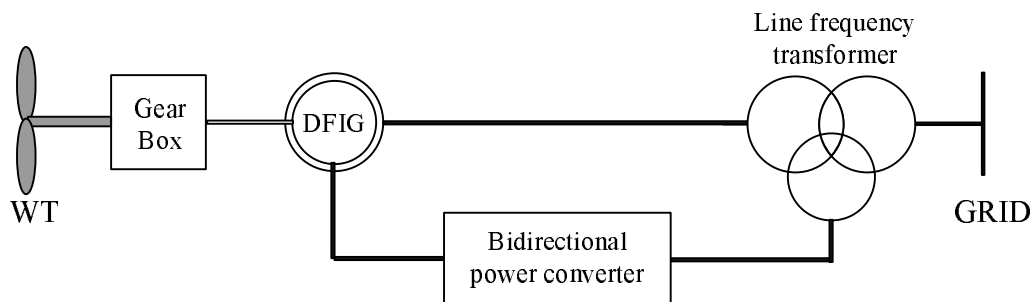 Line frequency
transformer
Gear
Box
DFIG
WT
GRID
Bidirectional
power converter